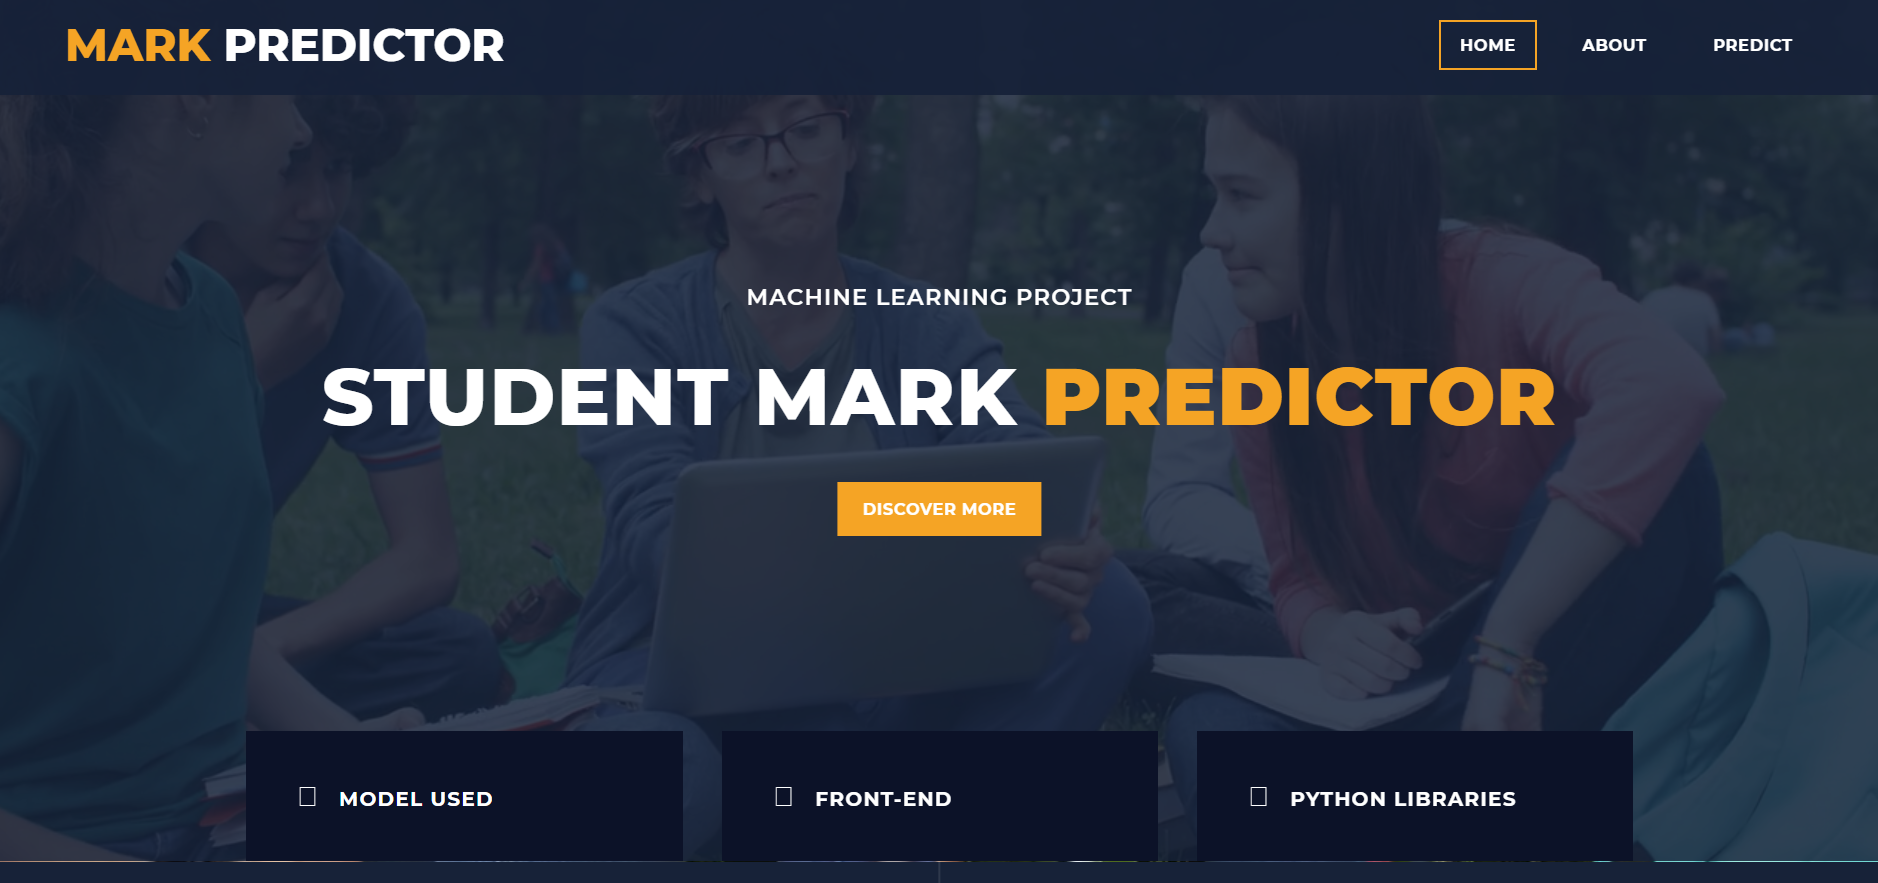 MARK PREDICTOR
HOME ABOUT PREDICT
MACHINE LEARNING PROJECT
STUDENT MARK PREDICTOR
DISCOVER MORE
MODEL USED
FRONT-END
PYTHON LIBRARIES